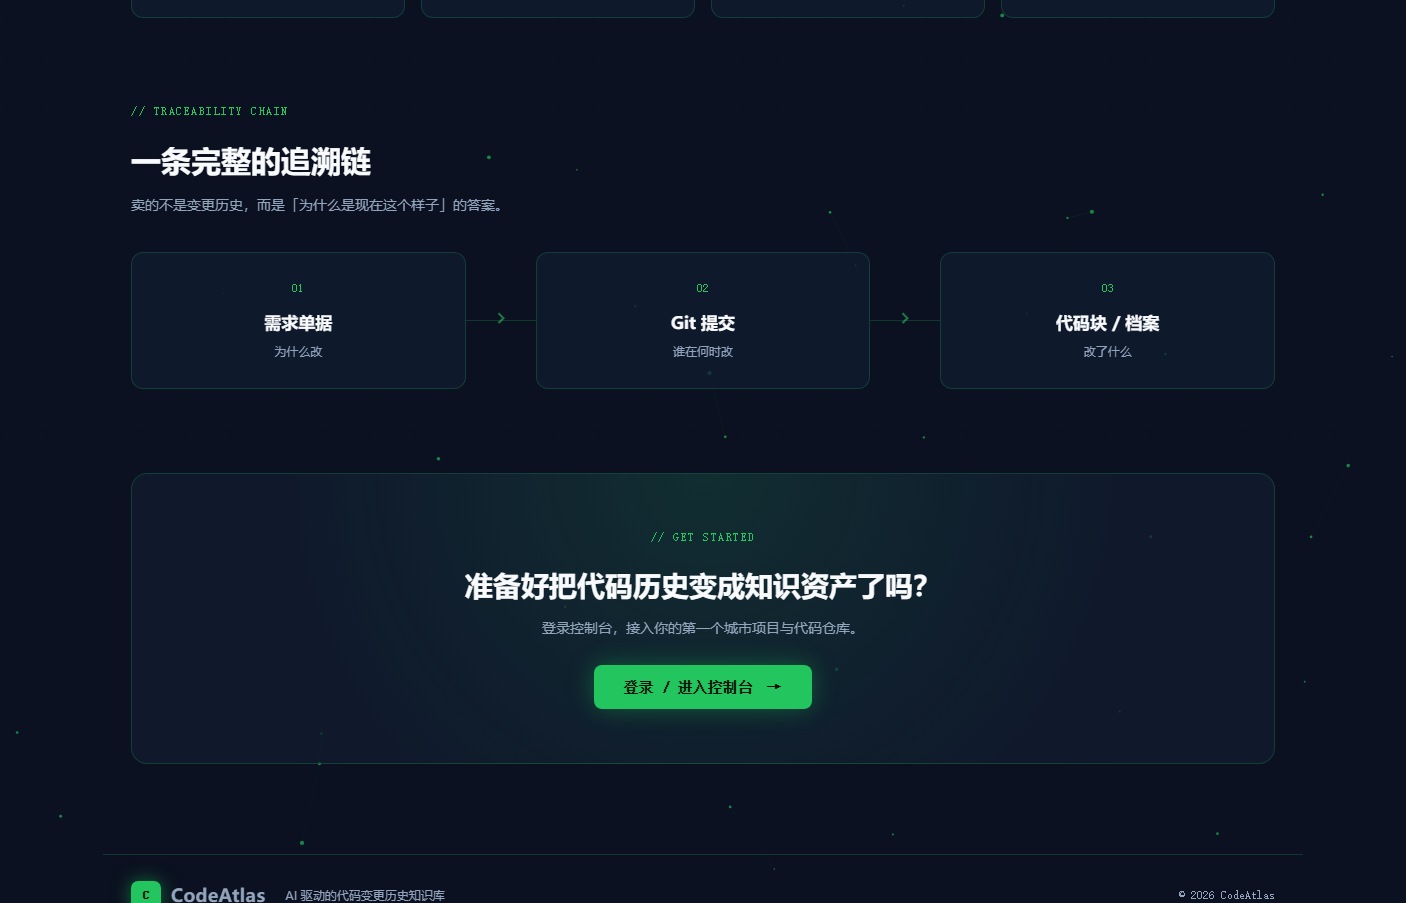 // TRACEABILITY CHAIN
一条完整的追溯链
卖的不是变更历史，而是「为什么是现在这个样子」的答案。
01
需求单据
为什么改
02
Git 提交
谁在何时改
03
代码块 / 档案
改了什么
// GET STARTED
准备好把代码历史变成知识资产了吗？
登录控制台，接入你的第一个城市项目与代码仓库。
登录 / 进入控制台 →
C CodeAtlas AI 驱动的代码变更历史知识库
© 2026 CodeAtlas